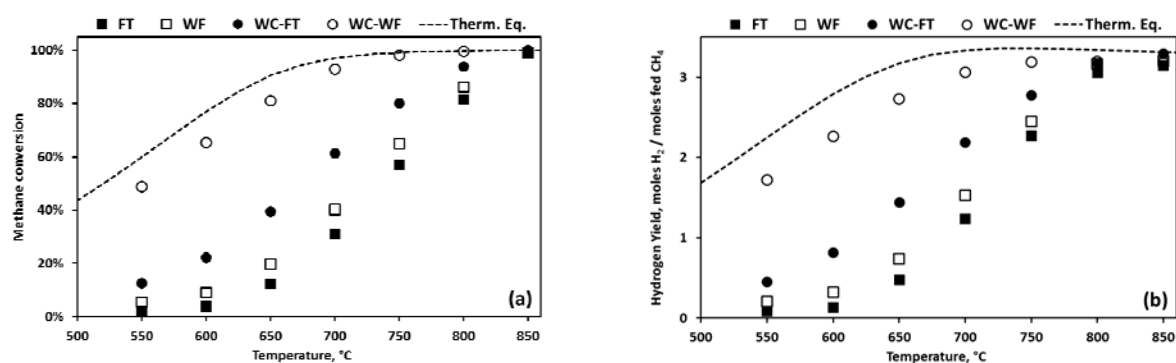 FT WF WC-FT WC-WF Therm. Eq.
100%
80%
60%
40%
20%
0%
Methane conversion
(a)
500 550 600 650 700 750 800 850
Temperature, °C
FT WF WC-FT WC-WF Therm. Eq.
3
2
1
0
Hydrogen Yield, moles H₂ / moles fed CH₄
(b)
500 550 600 650 700 750 800 850
Temperature, °C